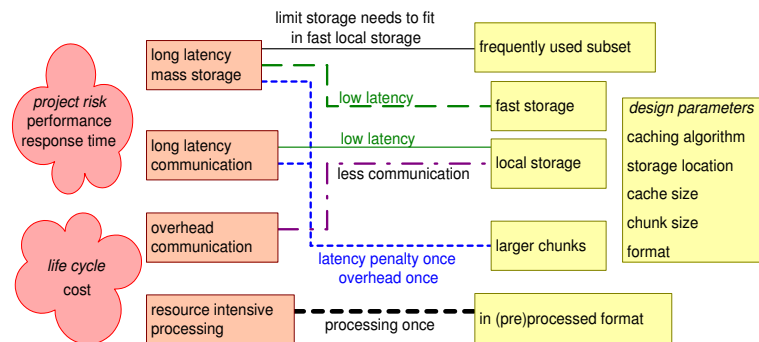 limit storage needs to fit
in fast local storage
long latency
mass storage
frequently used subset
project risk
performance
response time
low latency
fast storage
design parameters
caching algorithm
storage location
cache size
chunk size
format
long latency
communication
low latency
less communication
local storage
overhead
communication
life cycle
cost
larger chunks
latency penalty once
overhead once
resource intensive
processing
processing once
in (pre)processed format